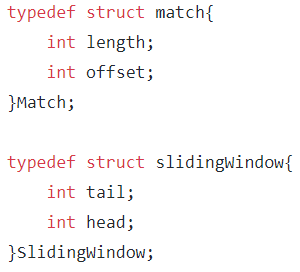 typedef struct match{
    int length;
    int offset;
}Match;

typedef struct slidingWindow{
    int tail;
    int head;
}SlidingWindow;